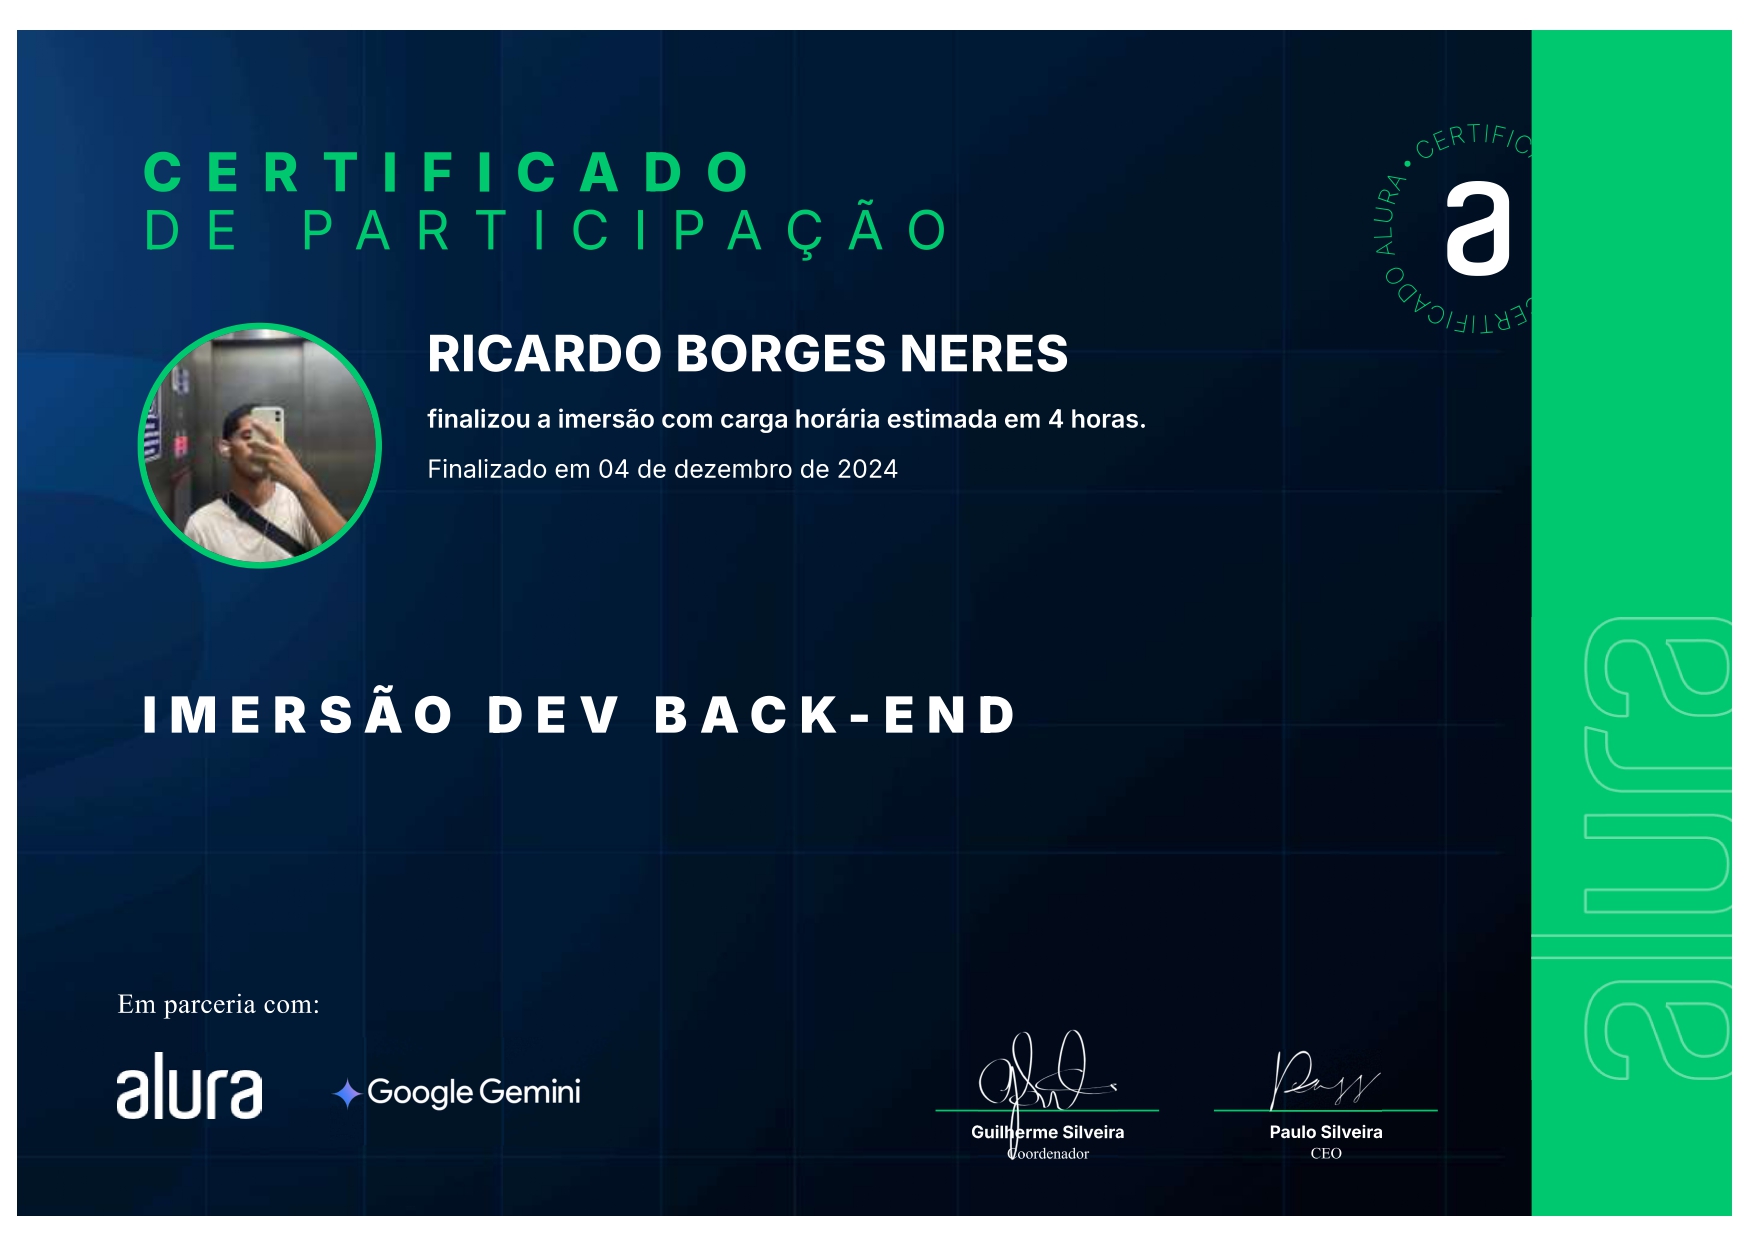 CERTIFICADO
DE PARTICIPAÇÃO
CERTIFICADO ALURA • CERTIFIC
a
RICARDO BORGES NERES
finalizou a imersão com carga horária estimada em 4 horas.
Finalizado em 04 de dezembro de 2024
IMERSÃO DEV BACK-END
Em parceria com:
alura
Google Gemini
Guilherme Silveira
Coordenador
Paulo Silveira
CEO
alura